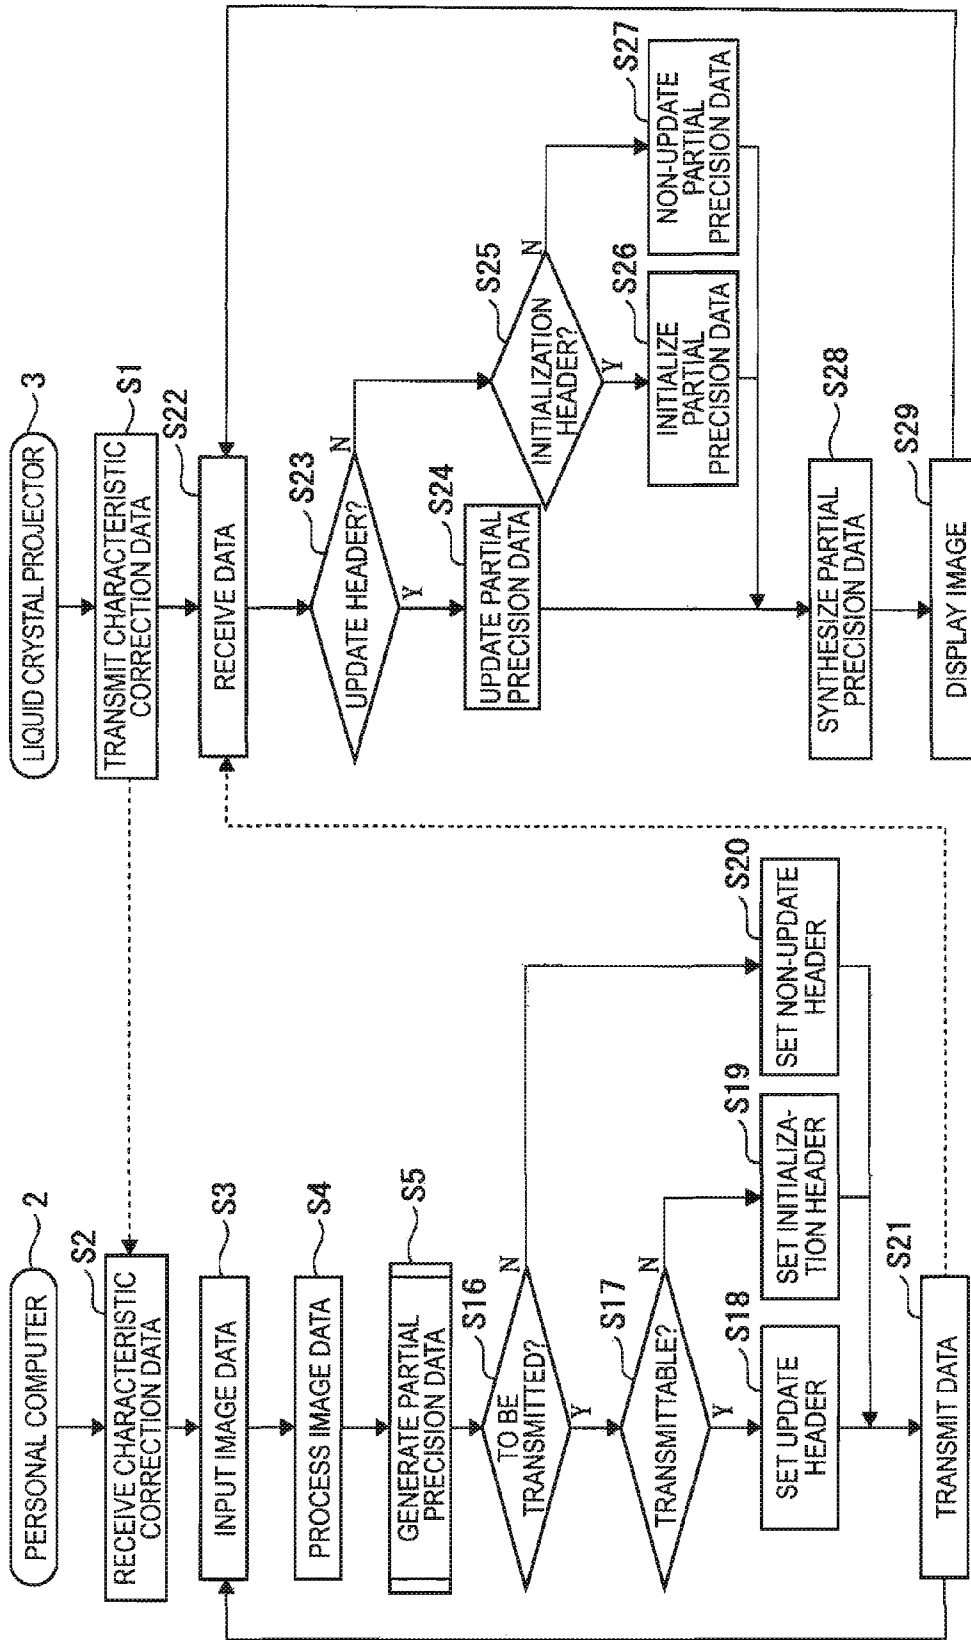 PERSONAL COMPUTER
2
S2
RECEIVE CHARACTERISTIC
CORRECTION DATA
S3
INPUT IMAGE DATA
S4
PROCESS IMAGE DATA
S5
GENERATE PARTIAL
PRECISION DATA
S16
TO BE
TRANSMITTED?
N
Y
S17
TRANSMITTABLE?
N
Y
S18
SET UPDATE
HEADER
S19
SET INITIALIZA-
TION HEADER
S20
SET NON-UPDATE
HEADER
S21
TRANSMIT DATA
LIQUID CRYSTAL PROJECTOR
3
S1
TRANSMIT CHARACTERISTIC
CORRECTION DATA
S22
RECEIVE DATA
S23
UPDATE HEADER?
N
Y
S24
UPDATE PARTIAL
PRECISION DATA
S25
INITIALIZATION
HEADER?
N
Y
S26
INITIALIZE
PARTIAL
PRECISION DATA
S27
NON-UPDATE
PARTIAL
PRECISION DATA
S28
SYNTHESIZE PARTIAL
PRECISION DATA
S29
DISPLAY IMAGE